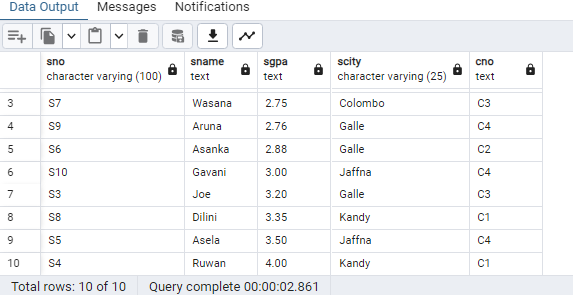 Data Output Messages Notifications
sno sname sgpa scity cno
character varying (100) text text character varying (25) text
3 S7 Wasana 2.75 Colombo C3
4 S9 Aruna 2.76 Galle C4
5 S6 Asanka 2.88 Galle C2
6 S10 Gavani 3.00 Jaffna C4
7 S3 Joe 3.20 Galle C3
8 S8 Dilini 3.35 Kandy C1
9 S5 Asela 3.50 Jaffna C4
10 S4 Ruwan 4.00 Kandy C1
Total rows: 10 of 10 Query complete 00:00:02.861